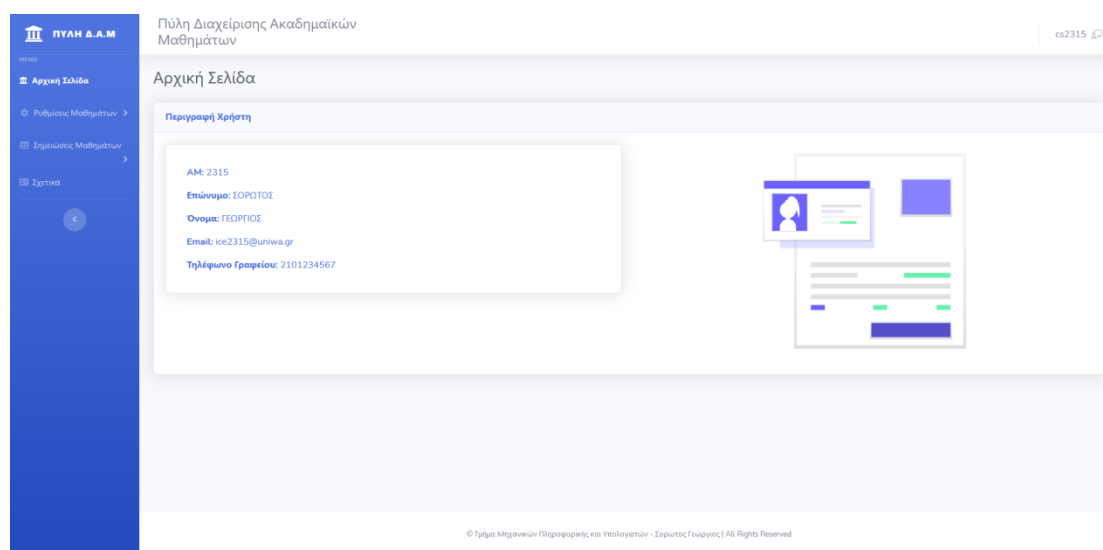 ΠΥΛΗ Δ.Α.Μ
MENU
Αρχική Σελίδα
Ρυθμίσεις Μαθημάτων
Σημειώσεις Μαθημάτων
Σχετικά
Πύλη Διαχείρισης Ακαδημαϊκών
Μαθημάτων
cs2315
Αρχική Σελίδα
Περιγραφή Χρήστη
ΑΜ: 2315
Επώνυμο: ΣΟΡΩΤΟΣ
Όνομα: ΓΕΩΡΓΙΟΣ
Email: ice2315@uniwa.gr
Τηλέφωνο Γραφείου: 2101234567
© Τμήμα Μηχανικών Πληροφορικής και Υπολογιστών - Σορώτος Γεώργιος | All Rights Reserved